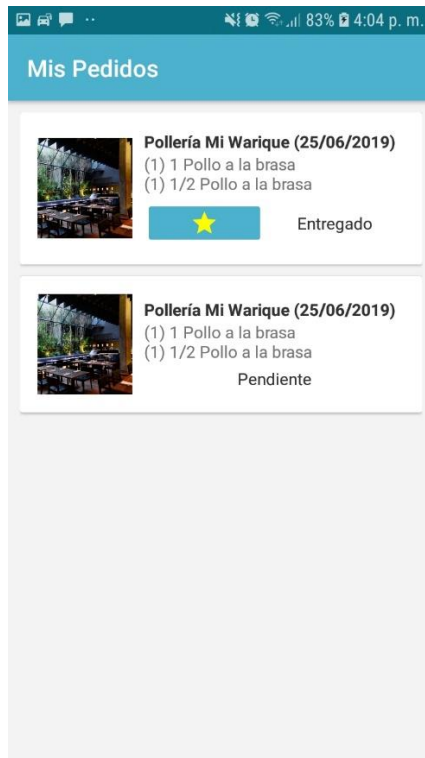 83% 4:04 p. m.
Mis Pedidos
Pollería Mi Warique (25/06/2019)
(1) 1 Pollo a la brasa
(1) 1/2 Pollo a la brasa
Entregado
Pollería Mi Warique (25/06/2019)
(1) 1 Pollo a la brasa
(1) 1/2 Pollo a la brasa
Pendiente